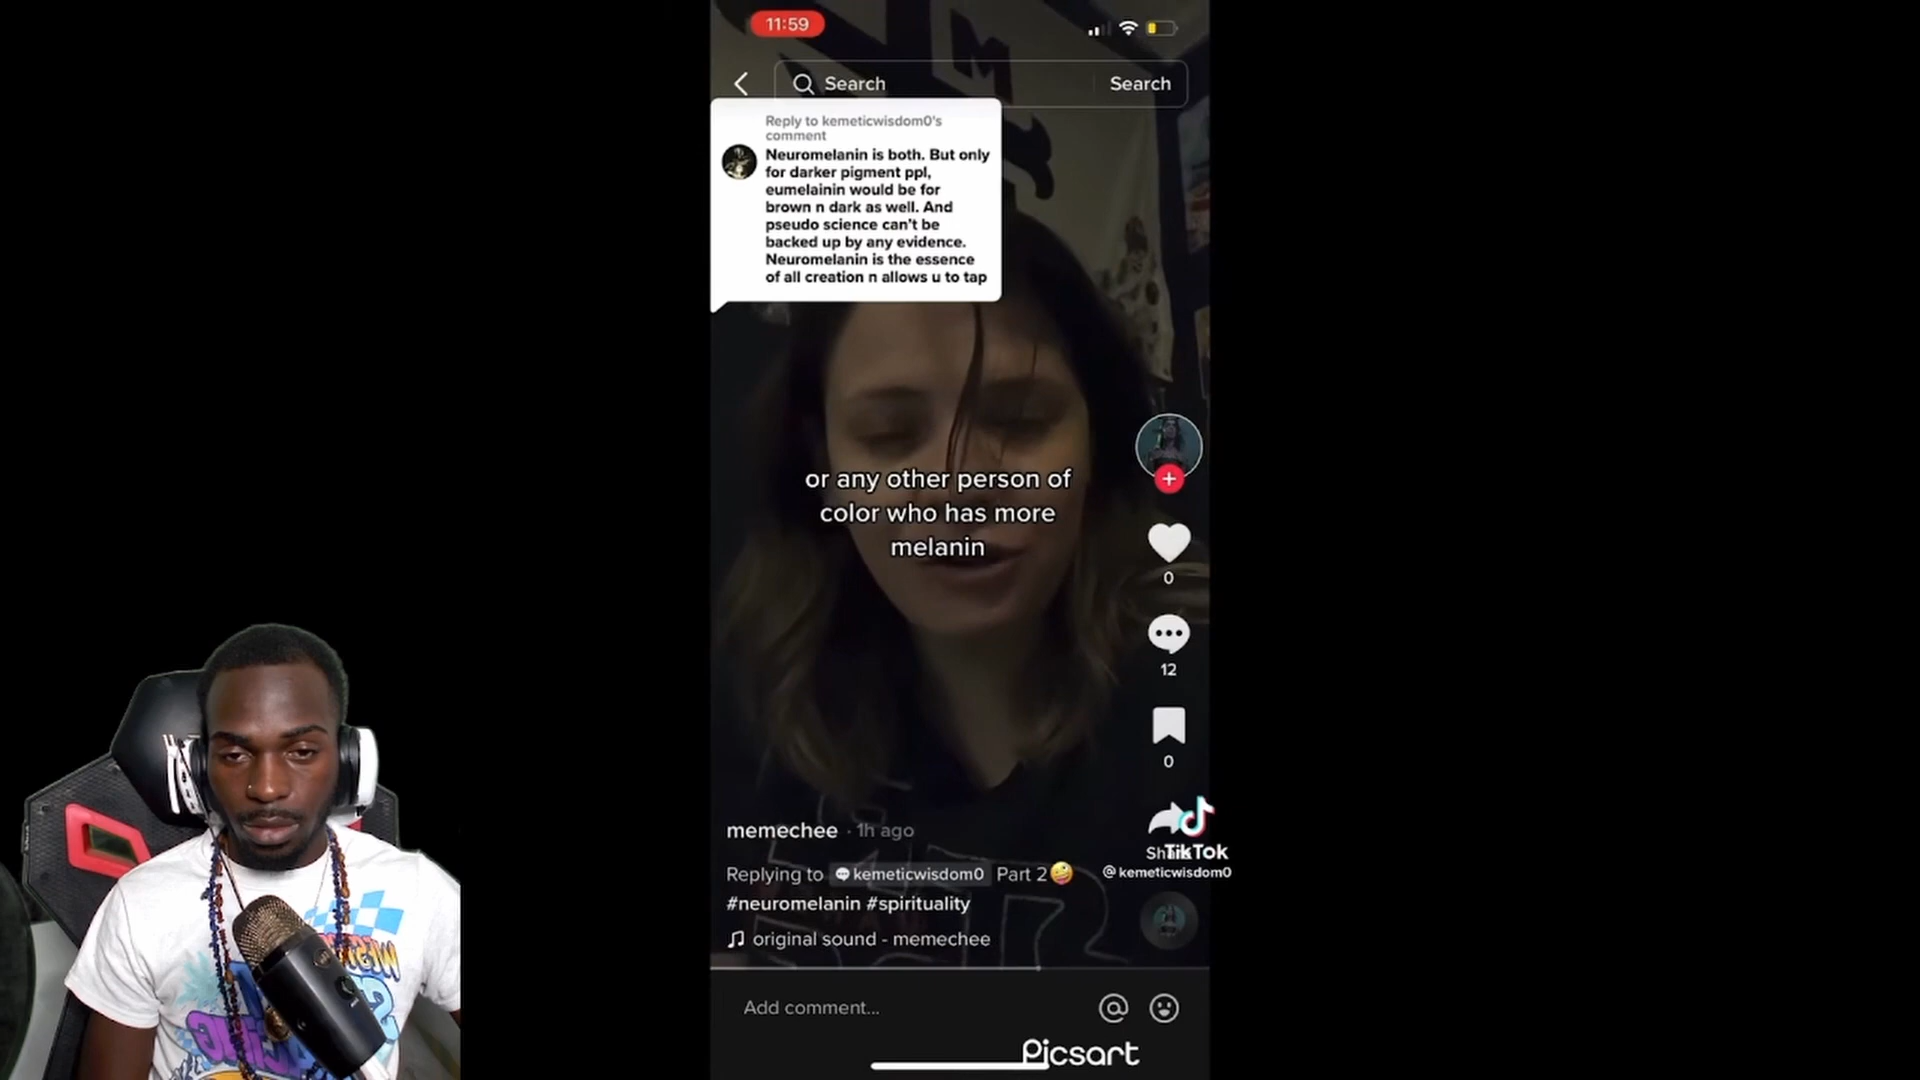 11:59
Search
Search
Reply to kemeticwisdom0's
comment
Neuromelanin is both. But only
for darker pigment ppl,
eumelainin would be for
brown n dark as well. And
pseudo science can't be
backed up by any evidence.
Neuromelanin is the essence
of all creation n allows u to tap
or any other person of
color who has more
melanin
0
12
0
TikTok
@kemeticwisdom0
memechee · 1h ago
Replying to kemeticwisdom0 Part 2🤪
#neuromelanin #spirituality
original sound - memechee
Add comment...
Picsart